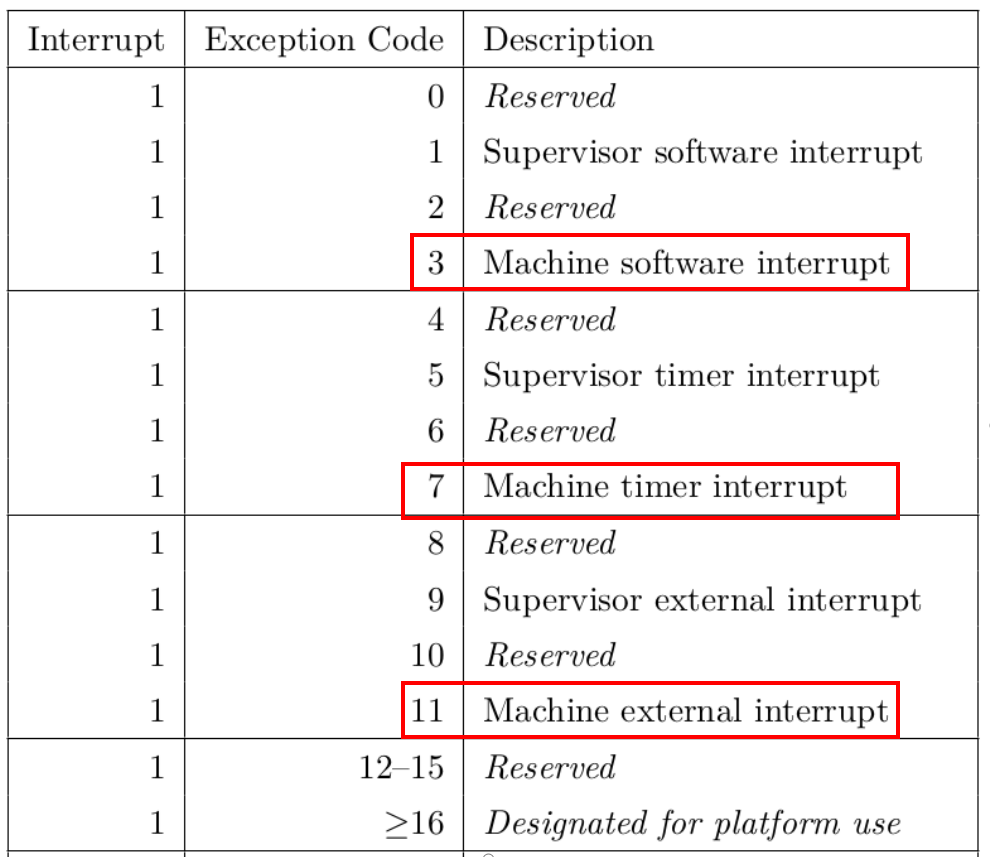 Interrupt Exception Code Description
1 0 Reserved
1 1 Supervisor software interrupt
1 2 Reserved
1 3 Machine software interrupt
1 4 Reserved
1 5 Supervisor timer interrupt
1 6 Reserved
1 7 Machine timer interrupt
1 8 Reserved
1 9 Supervisor external interrupt
1 10 Reserved
1 11 Machine external interrupt
1 12–15 Reserved
1 ≥16 Designated for platform use